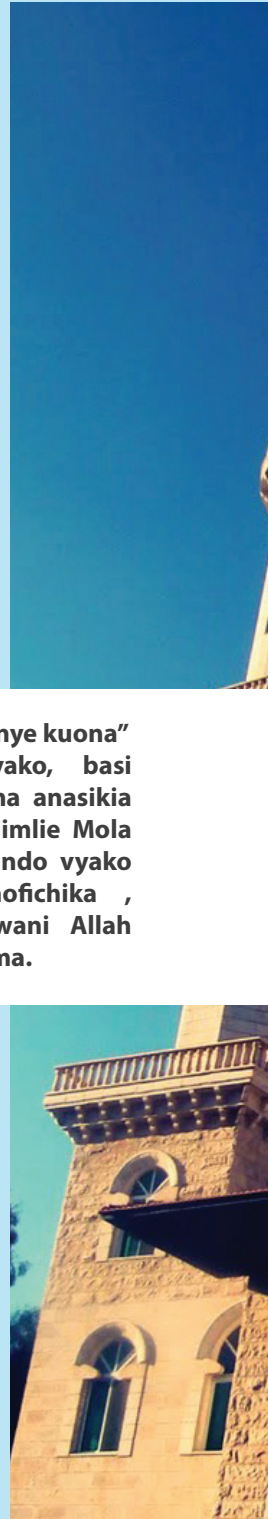 nye kuona”
yako, basi
na anasikia
imlie Mola
ndo vyako
nofichika ,
wani Allah
ma.